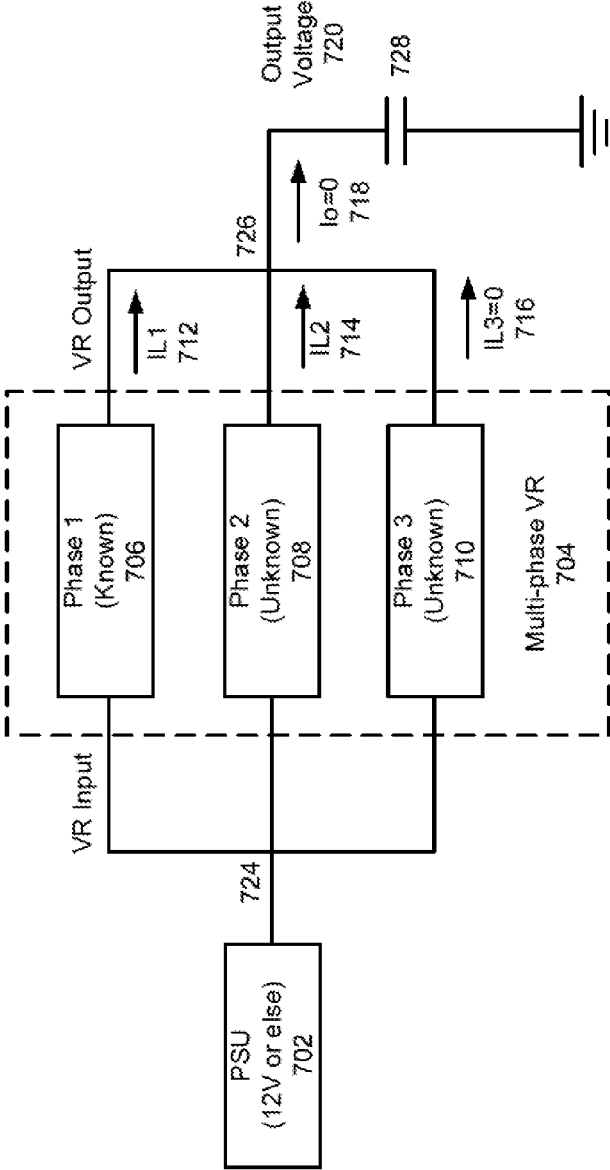 PSU
(12V or else)
702
724
VR Input
Phase 1
(Known)
706
Phase 2
(Unknown)
708
Phase 3
(Unknown)
710
Multi-phase VR
704
VR Output
IL1
712
IL2
714
IL3=0
716
726
Io=0
718
Output
Voltage
720
728